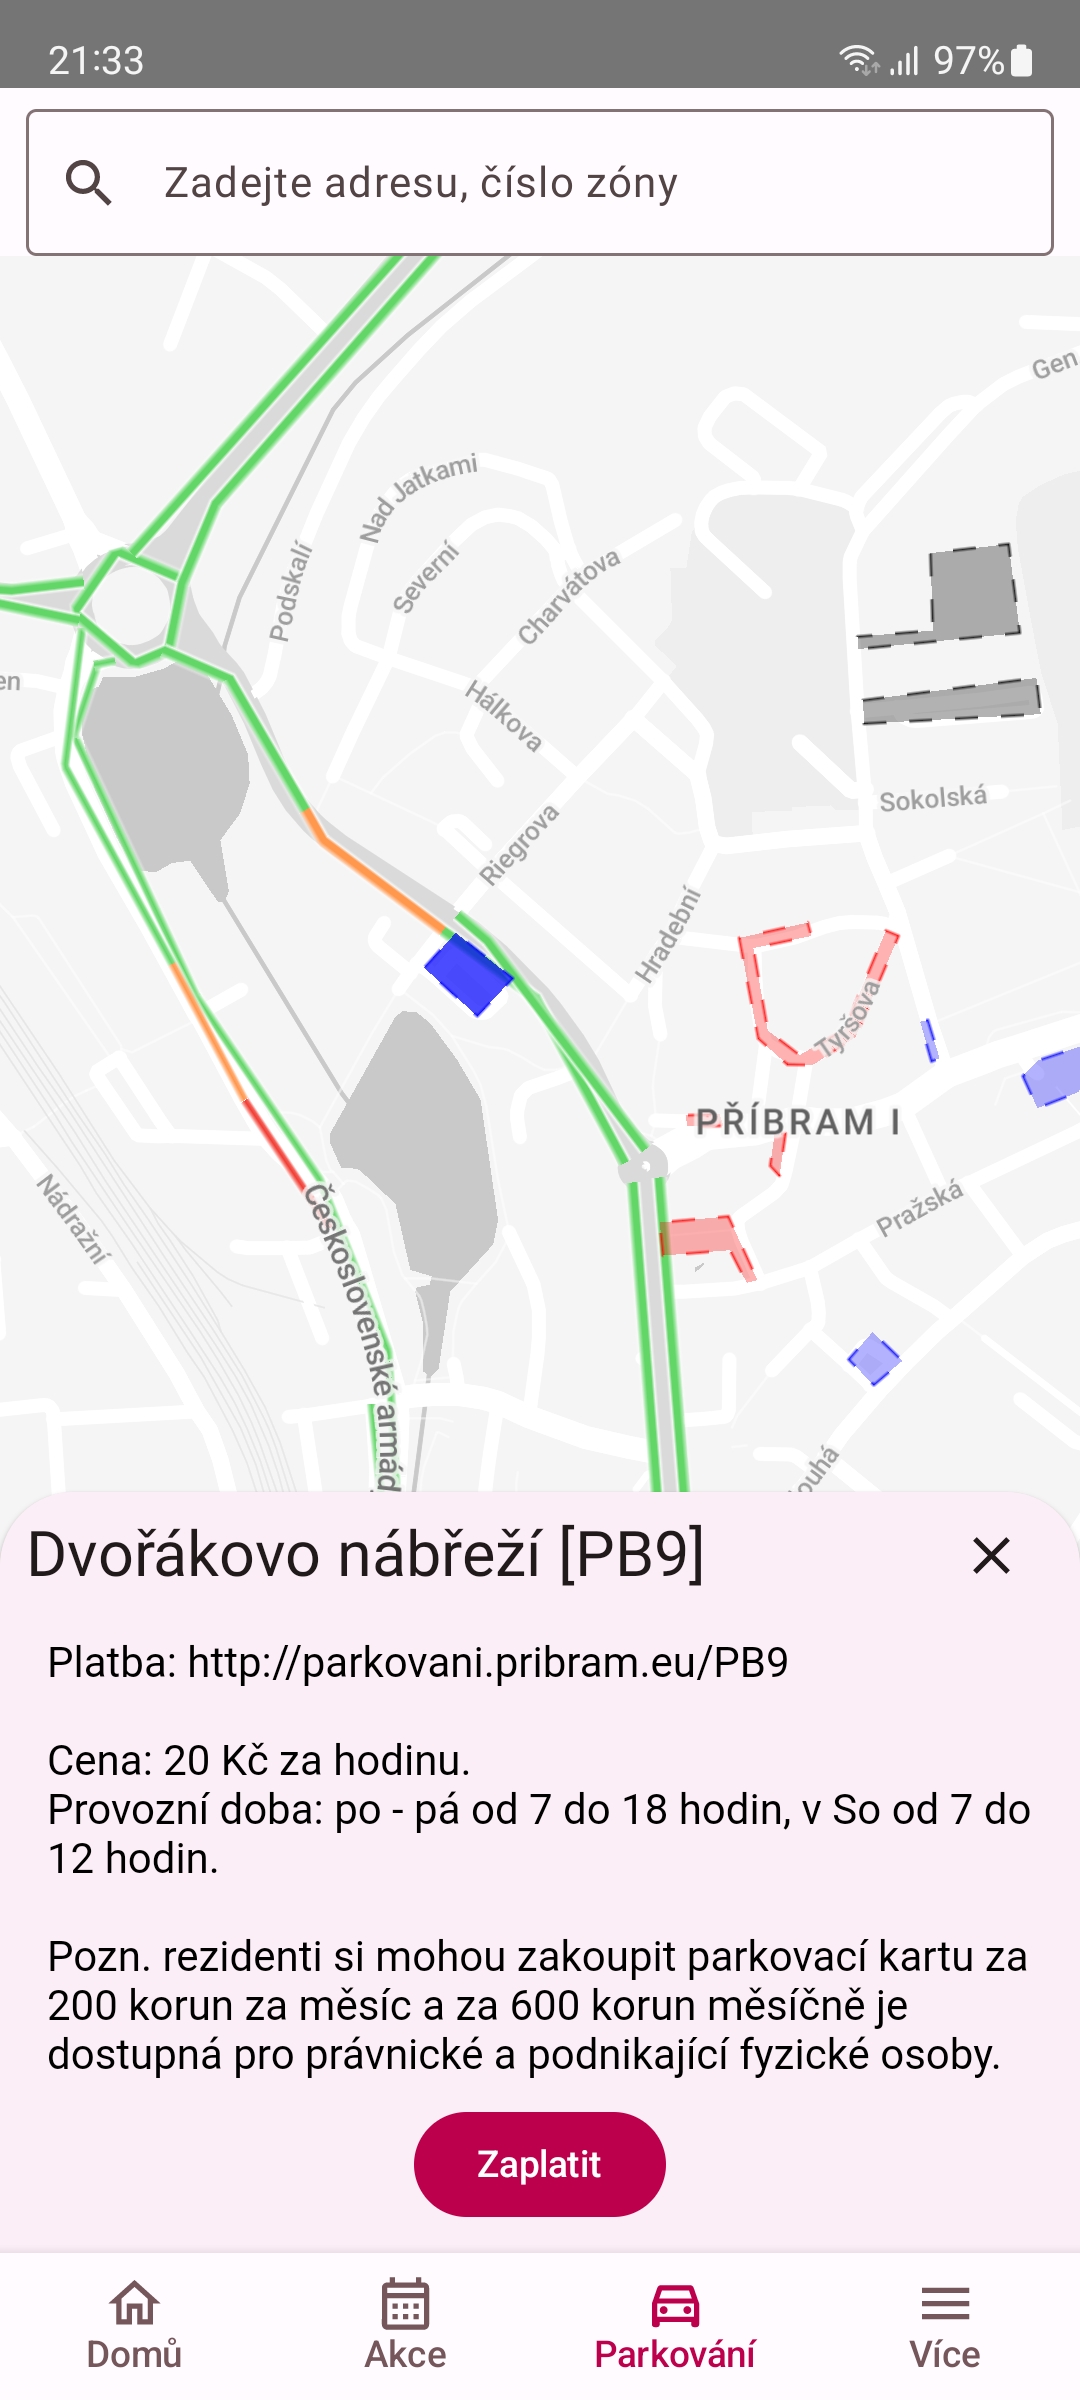 21:33
97%
Zadejte adresu, číslo zóny
Gen
Nad Jatkami
Severní
Podskalí
Charvátova
en
Hálkova
Sokolská
Riegrova
Hradební
Tyršova
PŘÍBRAM I
Nádražní
Pražská
Československé armád
ouhá
Dvořákovo nábřeží [PB9]
Platba: http://parkovani.pribram.eu/PB9
Cena: 20 Kč za hodinu.
Provozní doba: po - pá od 7 do 18 hodin, v So od 7 do
12 hodin.
Pozn. rezidenti si mohou zakoupit parkovací kartu za
200 korun za měsíc a za 600 korun měsíčně je
dostupná pro právnické a podnikající fyzické osoby.
Zaplatit
Domů
Akce
Parkování
Více